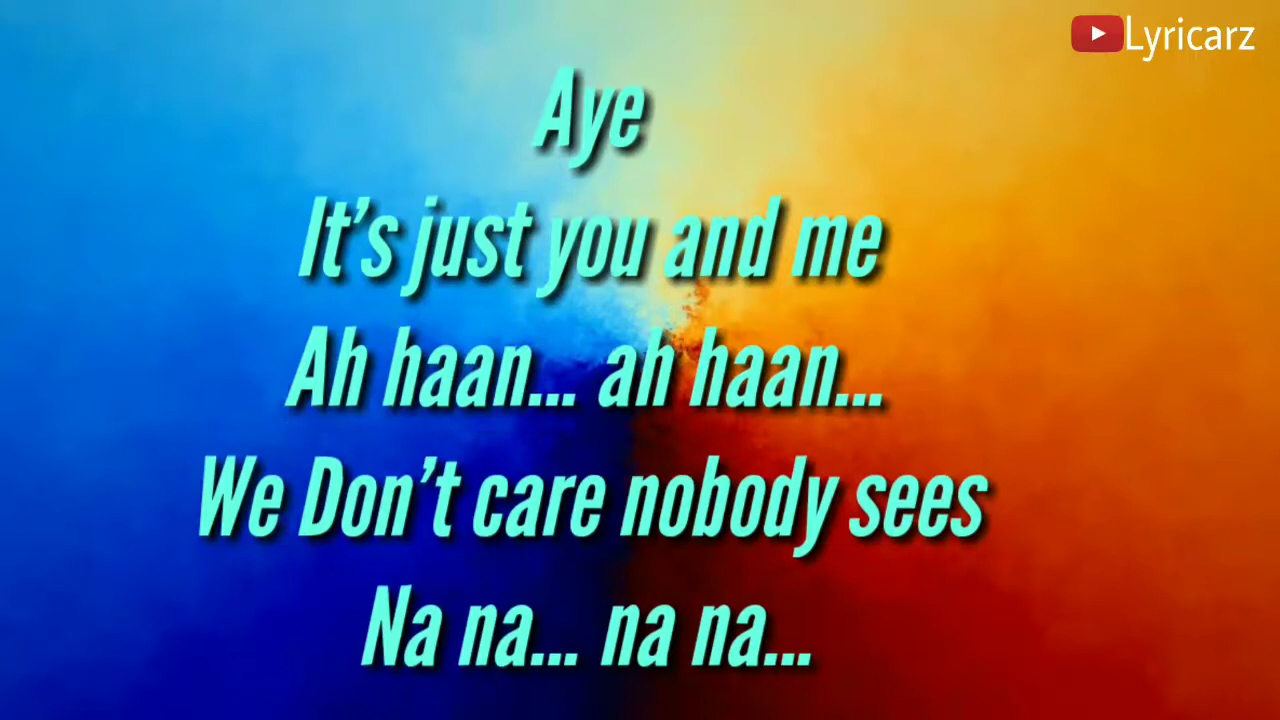 Lyricarz
Aye
It's just you and me
Ah haan... ah haan...
We Don't care nobody sees
Na na... na na...